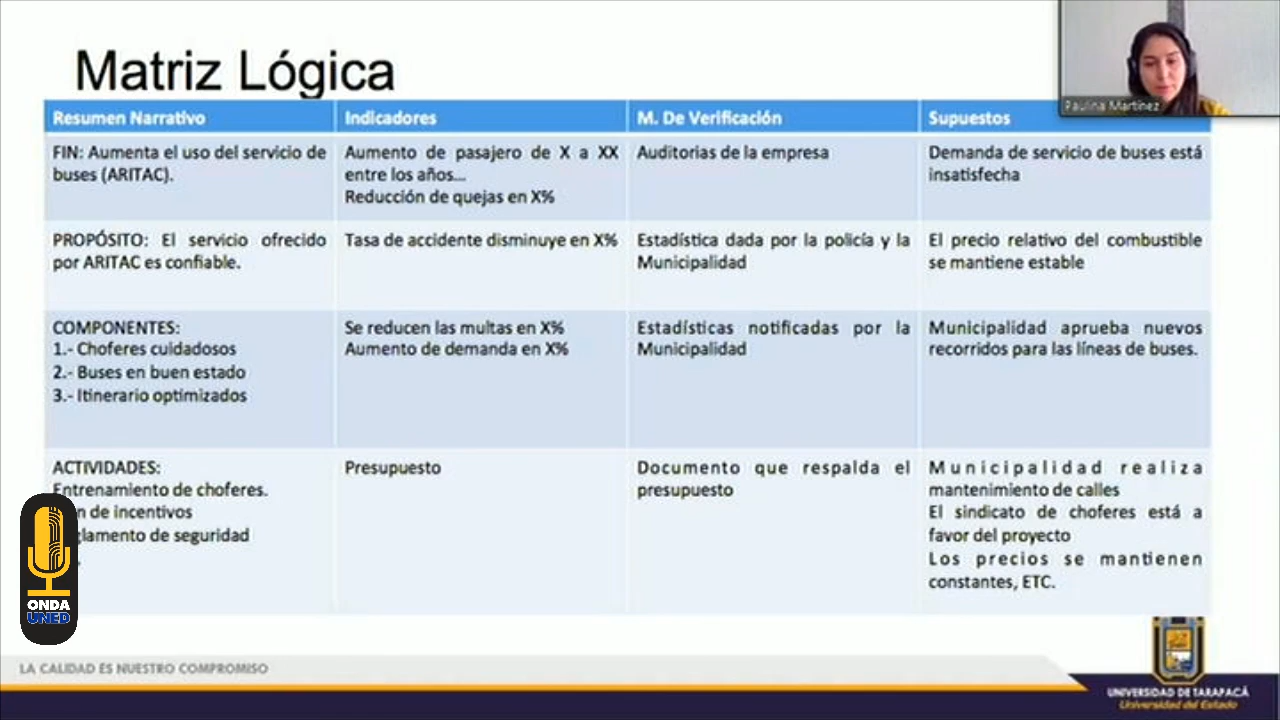 Matriz Lógica
Paulina Martínez
Resumen Narrativo
Indicadores
M. De Verificación
Supuestos
FIN: Aumenta el uso del servicio de
buses (ARITAC).
Aumento de pasajero de X a XX
entre los años...
Reducción de quejas en X%
Auditorias de la empresa
Demanda de servicio de buses está
insatisfecha
PROPÓSITO: El servicio ofrecido
por ARITAC es confiable.
Tasa de accidente disminuye en X%
Estadística dada por la policía y la
Municipalidad
El precio relativo del combustible
se mantiene estable
COMPONENTES:
1.- Choferes cuidadosos
2.- Buses en buen estado
3.- Itinerario optimizados
Se reducen las multas en X%
Aumento de demanda en X%
Estadísticas notificadas por la
Municipalidad
Municipalidad aprueba nuevos
recorridos para las líneas de buses.
ACTIVIDADES:
Entrenamiento de choferes.
de incentivos
de seguridad
Presupuesto
Documento que respalda el
presupuesto
Municipalidad realiza
mantenimiento de calles
El sindicato de choferes está a
favor del proyecto
Los precios se mantienen
constantes, ETC.
ONDA
UNED
LA CALIDAD ES NUESTRO COMPROMISO
UNIVERSIDAD DE TARAPACÁ
Universidad del Estado